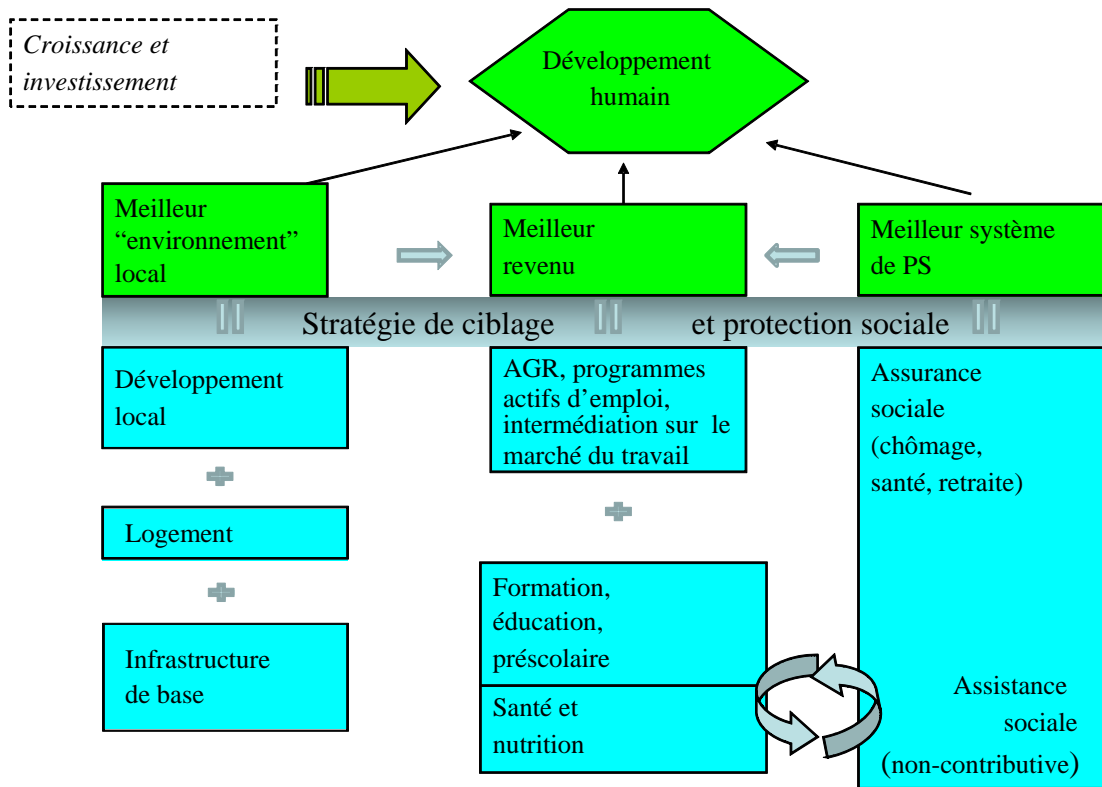 Croissance et
investissement
Développement
humain
Meilleur
“environnement”
local
Meilleur
revenu
Meilleur système
de PS
Stratégie de ciblage et protection sociale
Développement
local
Logement
Infrastructure
de base
AGR, programmes
actifs d’emploi,
intermédiation sur le
marché du travail
Formation,
éducation,
préscolaire
Santé et
nutrition
Assurance
sociale
(chômage,
santé, retraite)
Assistance
sociale
(non-contributive)